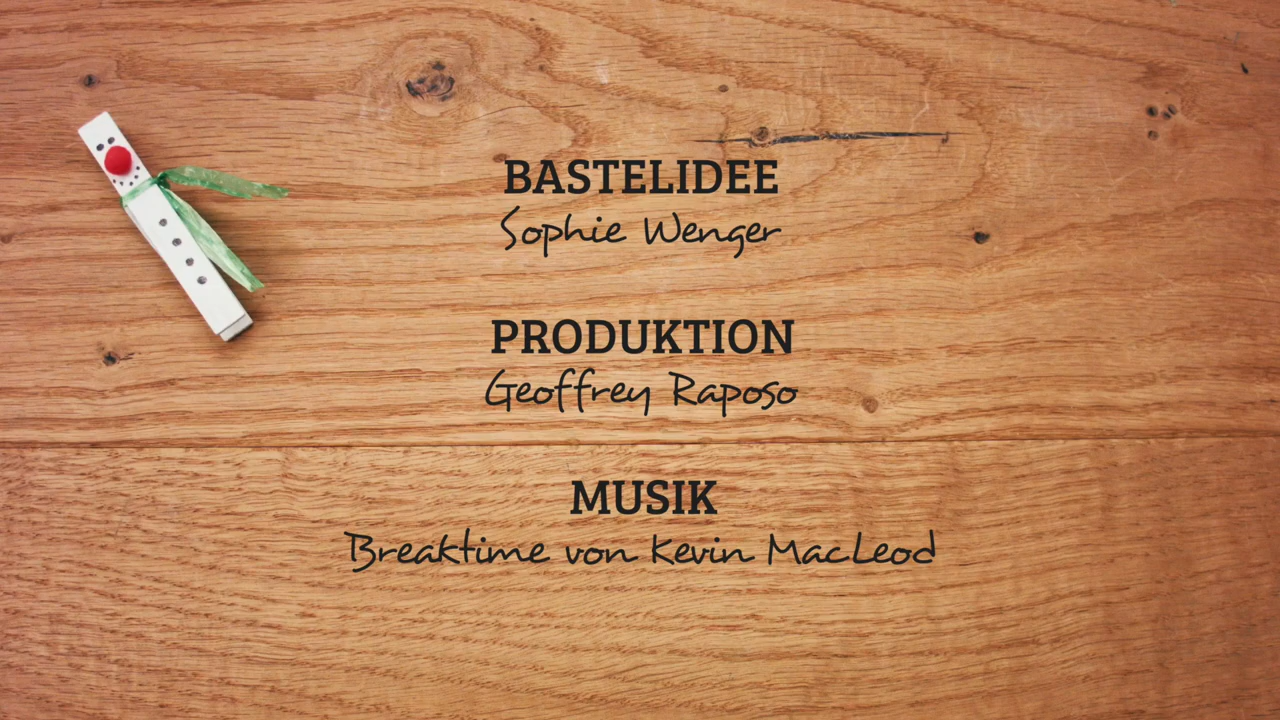 BASTELIDEE
Sophie Wenger
PRODUKTION
Geoffrey Raposo
MUSIK
Breaktime von Kevin MacLeod